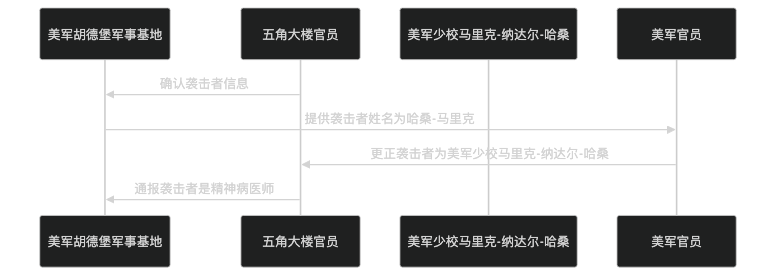 美军胡德堡军事基地
五角大楼官员
美军少校马里克-纳达尔-哈桑
美军官员
确认袭击者信息
提供袭击者姓名为哈桑-马里克
更正袭击者为美军少校马里克-纳达尔-哈桑
通报袭击者是精神病医师
美军胡德堡军事基地
五角大楼官员
美军少校马里克-纳达尔-哈桑
美军官员